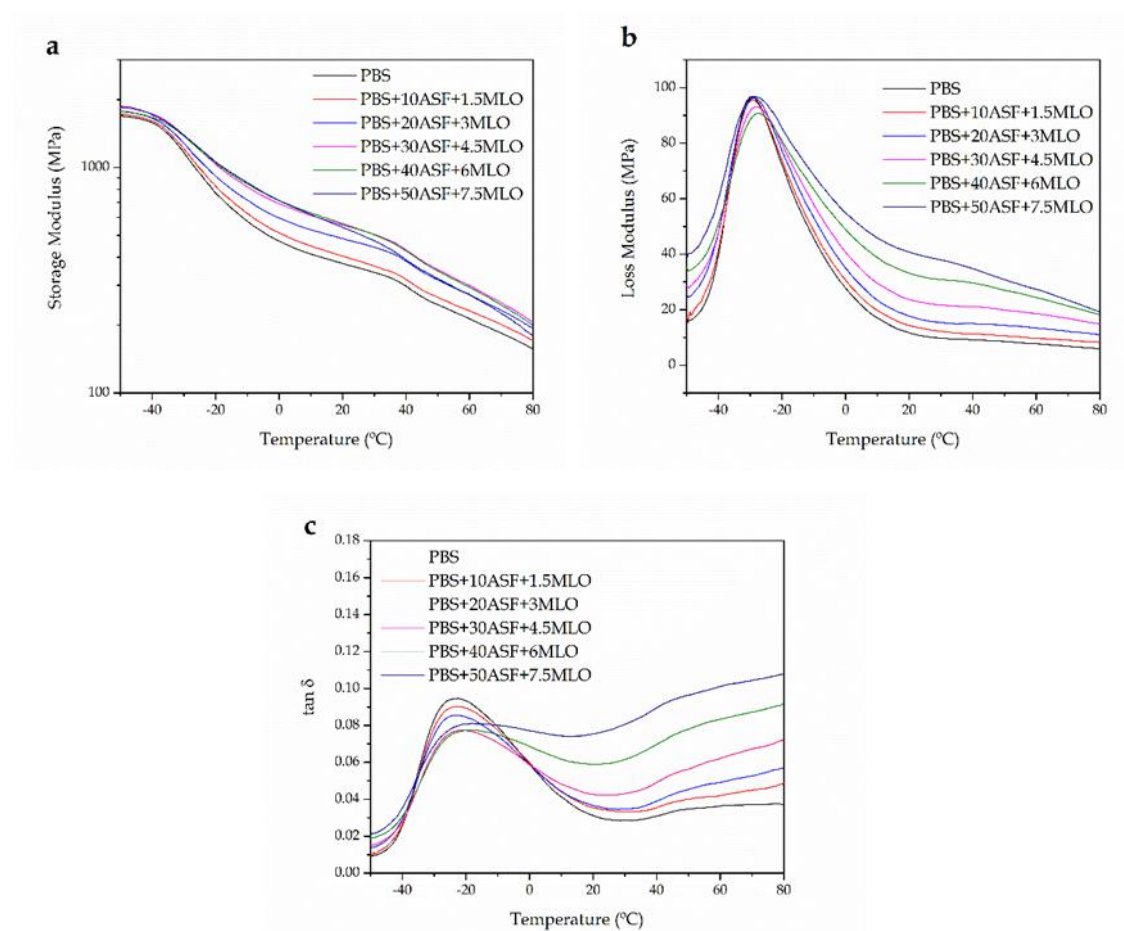 a
PBS
PBS+10ASF+1.5MLO
PBS+20ASF+3MLO
PBS+30ASF+4.5MLO
PBS+40ASF+6MLO
PBS+50ASF+7.5MLO
1000
100
Storage Modulus (MPa)
-40
-20
0
20
40
60
80
Temperature (ºC)
b
PBS
PBS+10ASF+1.5MLO
PBS+20ASF+3MLO
PBS+30ASF+4.5MLO
PBS+40ASF+6MLO
PBS+50ASF+7.5MLO
100
80
60
40
20
0
Loss Modulus (MPa)
-40
-20
0
20
40
60
80
Temperature (ºC)
c
PBS
PBS+10ASF+1.5MLO
PBS+20ASF+3MLO
PBS+30ASF+4.5MLO
PBS+40ASF+6MLO
PBS+50ASF+7.5MLO
0.18
0.16
0.14
0.12
0.10
0.08
0.06
0.04
0.02
0.00
tan δ
-40
-20
0
20
40
60
80
Temperature (ºC)